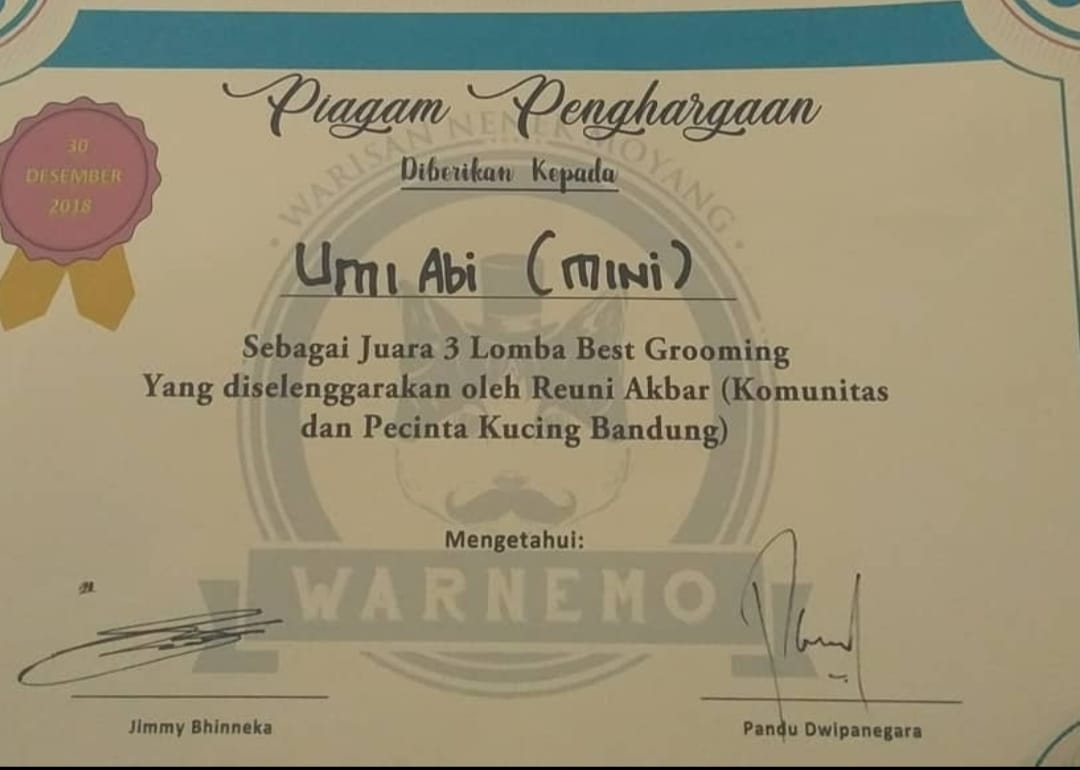 Piagam Penghargaan
WARISAN NENEK MOYANG
Diberikan Kepada
30
DESEMBER
2018
Umi Abi (MINi)
Sebagai Juara 3 Lomba Best Grooming
Yang diselenggarakan oleh Reuni Akbar (Komunitas
dan Pecinta Kucing Bandung)
Mengetahui:
WARNEMO
Jimmy Bhinneka
Pandu Dwipanegara